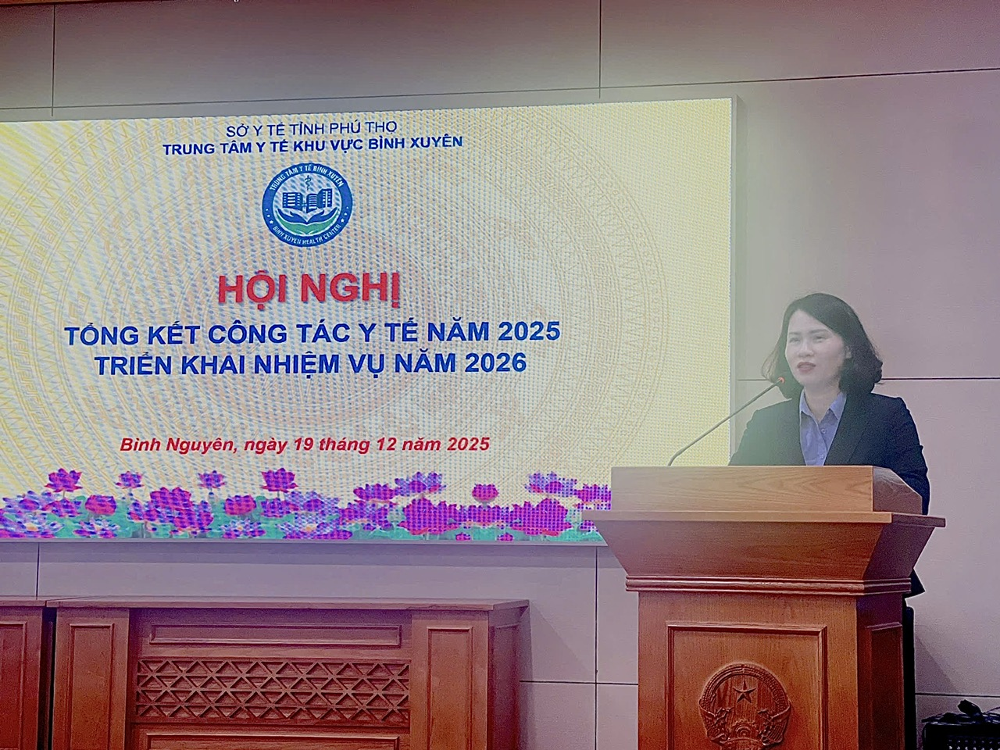 SỞ Y TẾ TỈNH PHÚ THỌ
TRUNG TÂM Y TẾ KHU VỰC BÌNH XUYÊN
TRUNG TÂM Y TẾ BÌNH XUYÊN
BINH XUYEN HEALTH CENTER
HỘI NGHỊ
TỔNG KẾT CÔNG TÁC Y TẾ NĂM 2025
TRIỂN KHAI NHIỆM VỤ NĂM 2026
Bình Nguyên, ngày 19 tháng 12 năm 2025